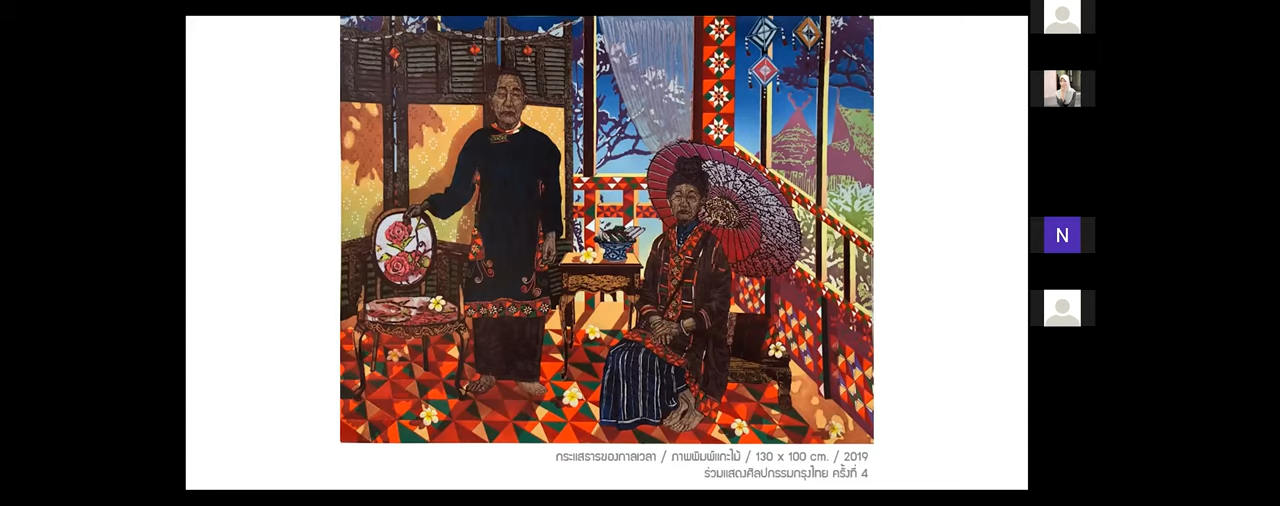 กระแสธารของกาลเวลา / ภาพพิมพ์แกะไม้ / 130 x 100 cm. / 2019
ร่วมแสดงศิลปกรรมกรุงไทย ครั้งที่ 4
N